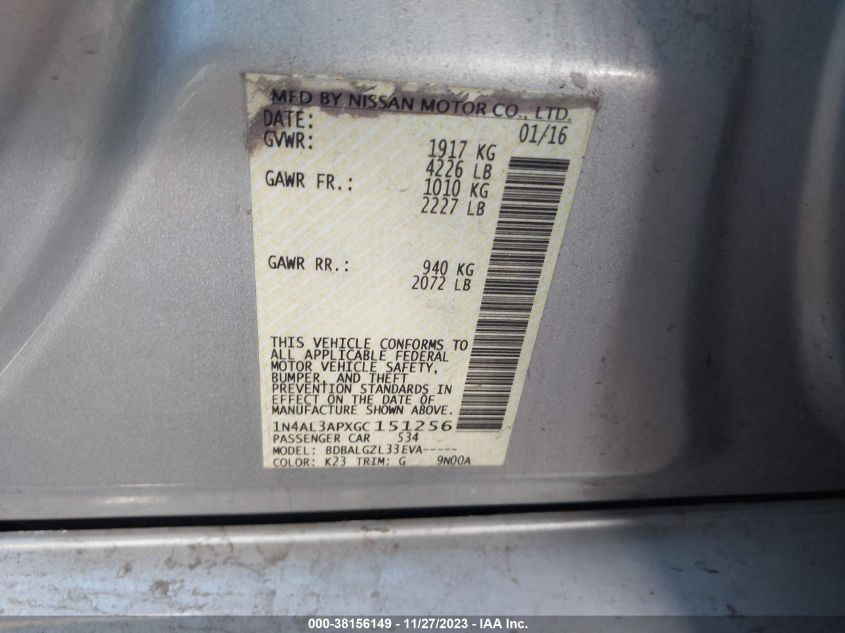 MFD BY NISSAN MOTOR CO., LTD.
DATE: 01/16
GVWR: 1917 KG
4226 LB
GAWR FR.: 1010 KG
2227 LB
GAWR RR.: 940 KG
2072 LB
THIS VEHICLE CONFORMS TO
ALL APPLICABLE FEDERAL
MOTOR VEHICLE SAFETY,
BUMPER, AND THEFT
PREVENTION STANDARDS IN
EFFECT ON THE DATE OF
MANUFACTURE SHOWN ABOVE.
1N4AL3APXGC151256
PASSENGER CAR 534
MODEL: BDBALGZL33EVA-----
COLOR: K23 TRIM: G 9N00A
000-38156149 - 11/27/2023 - IAA Inc.